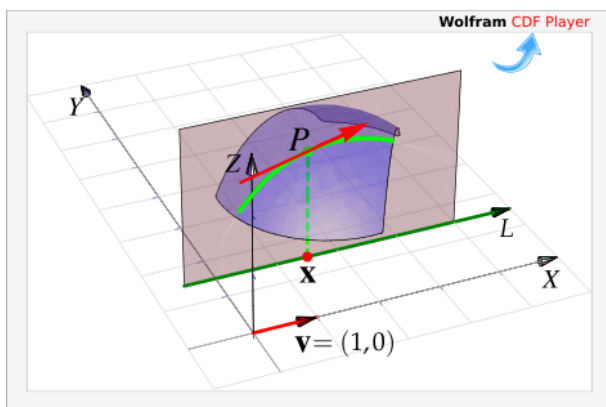 Wolfram CDF Player
Y
P
Z
L
x
X
v= (1,0)